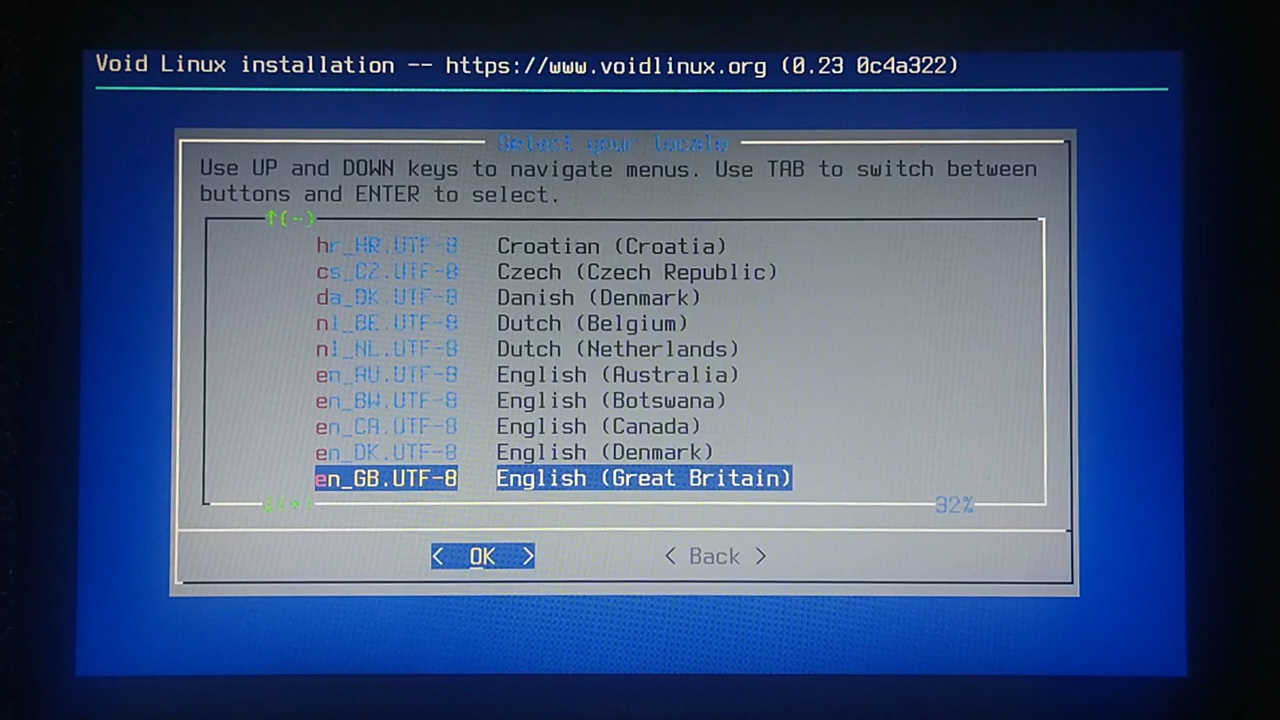 Void Linux installation -- https://www.voidlinux.org (0.23 0c4a322)
Select your locale
Use UP and DOWN keys to navigate menus. Use TAB to switch between
buttons and ENTER to select.
↑(-)
hr_HR.UTF-8 Croatian (Croatia)
cs_CZ.UTF-8 Czech (Czech Republic)
da_DK.UTF-8 Danish (Denmark)
nl_BE.UTF-8 Dutch (Belgium)
nl_NL.UTF-8 Dutch (Netherlands)
en_AU.UTF-8 English (Australia)
en_BW.UTF-8 English (Botswana)
en_CA.UTF-8 English (Canada)
en_DK.UTF-8 English (Denmark)
en_GB.UTF-8 English (Great Britain)
↓(+) 32%
< OK > < Back >